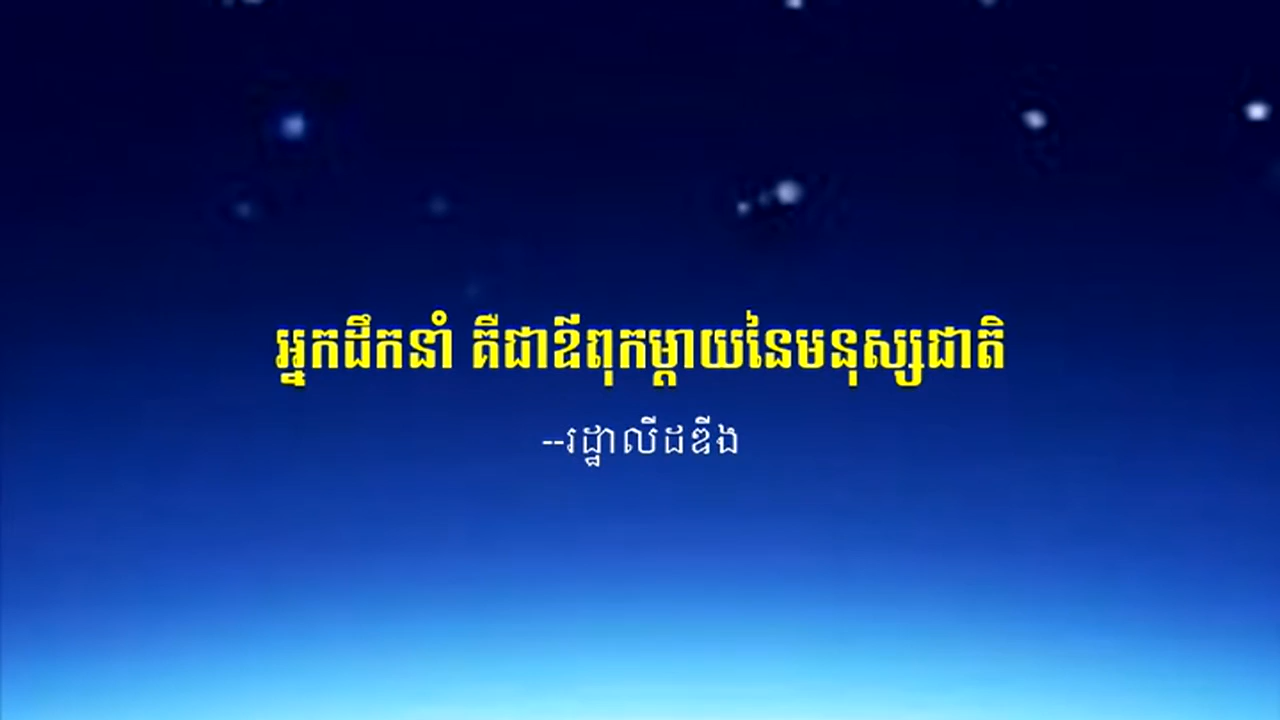 អ្នកដឹកនាំ គឺជាឪពុកម្តាយនៃមនុស្សជាតិ
--រដ្ឋាលីដឌីង